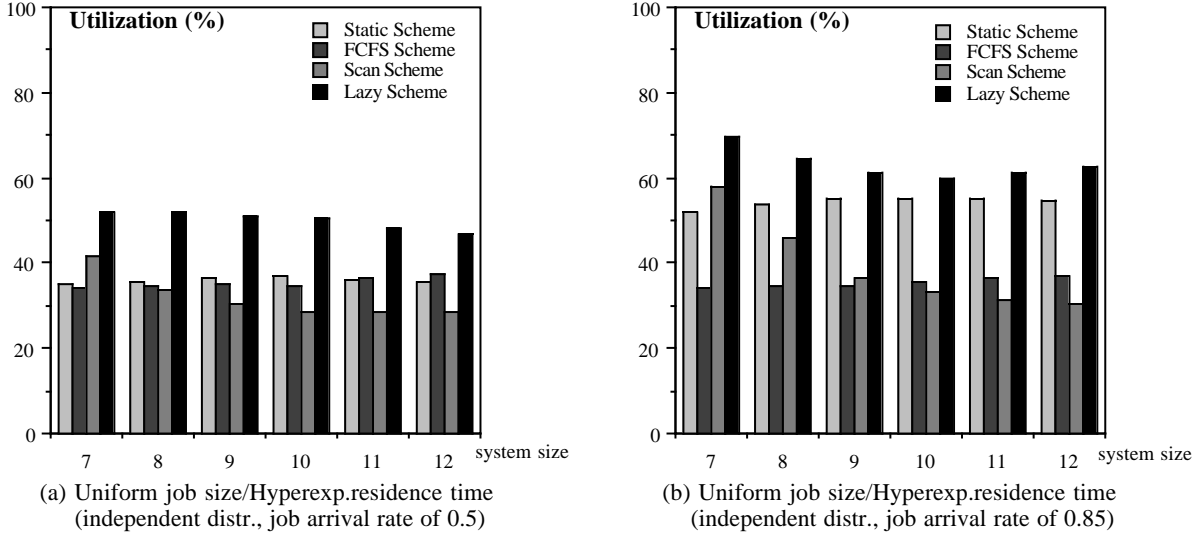 Utilization (%)
Static Scheme
FCFS Scheme
Scan Scheme
Lazy Scheme
100
80
60
40
20
0
7 8 9 10 11 12
system size
(a) Uniform job size/Hyperexp.residence time
(independent distr., job arrival rate of 0.5)
Utilization (%)
Static Scheme
FCFS Scheme
Scan Scheme
Lazy Scheme
100
80
60
40
20
0
7 8 9 10 11 12
system size
(b) Uniform job size/Hyperexp.residence time
(independent distr., job arrival rate of 0.85)